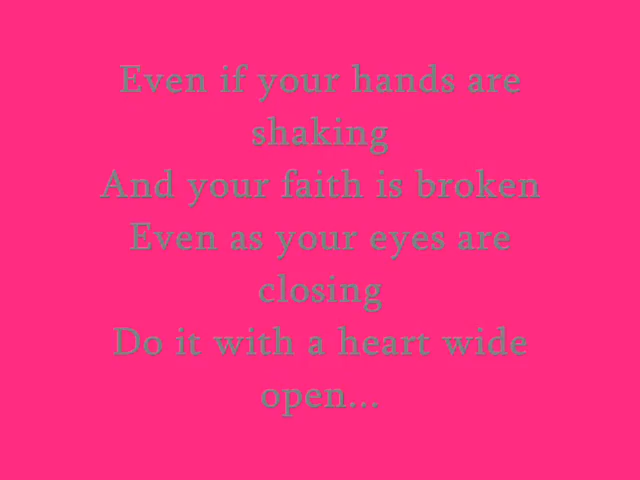 Even if your hands are
shaking
And your faith is broken
Even as your eyes are
closing
Do it with a heart wide
open...